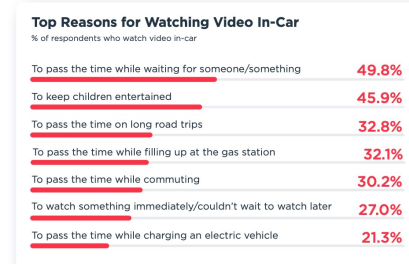 Top Reasons for Watching Video In-Car
% of respondents who watch video in-car
To pass the time while waiting for someone/something 49.8%
To keep children entertained 45.9%
To pass the time on long road trips 32.8%
To pass the time while filling up at the gas station 32.1%
To pass the time while commuting 30.2%
To watch something immediately/couldn't wait to watch later 27.0%
To pass the time while charging an electric vehicle 21.3%